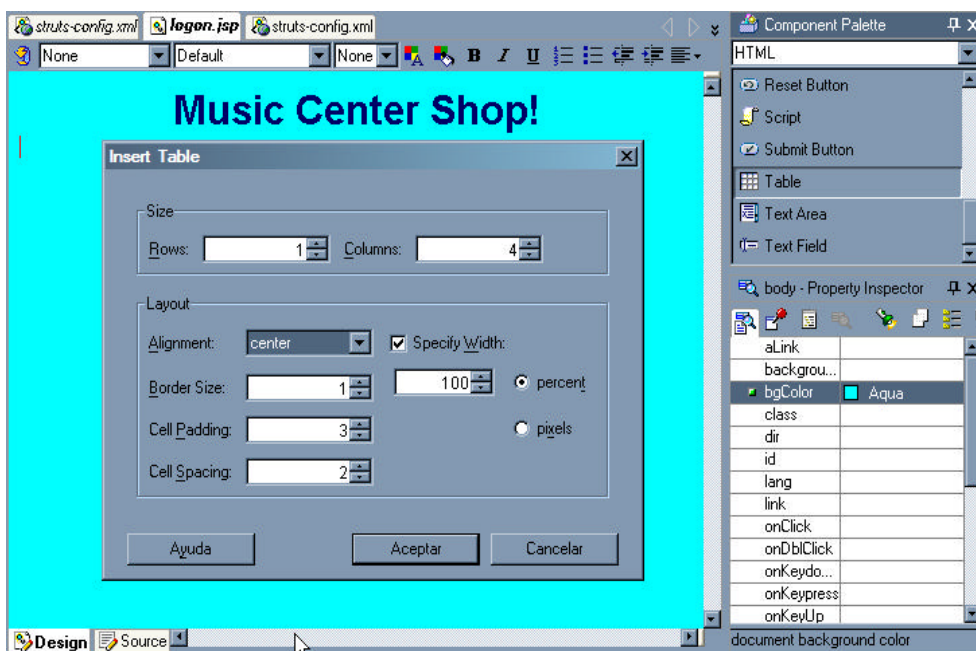 struts-config.xml logon.jsp struts-config.xml
None Default None B I U
Music Center Shop!
Insert Table
Size
Rows: 1 Columns: 4
Layout
Alignment: center Specify Width:
Border Size: 1 100 percent
Cell Padding: 3 pixels
Cell Spacing: 2
Ayuda Aceptar Cancelar
Design Source
Component Palette
HTML
Reset Button
Script
Submit Button
Table
Text Area
Text Field
body - Property Inspector
aLink
backgrou...
bgColor Aqua
class
dir
id
lang
link
onClick
onDblClick
onKeydo...
onKeypress
onKeyUp
document background color